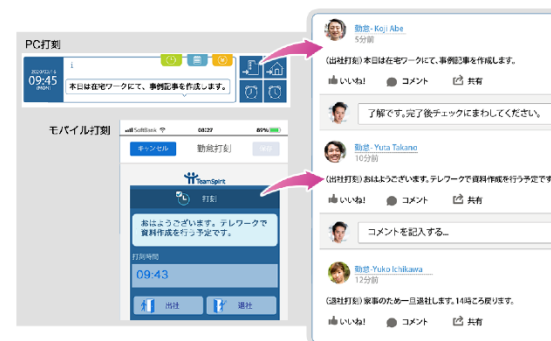 PC打刻
09:45
本日は在宅ワークにて、事例記事を作成します。
モバイル打刻
SoftBank
08:27
89%
キャンセル
勤怠打刻
TeamSpirit
打刻
おはようございます。テレワークで
資料作成を行う予定です。
打刻時間
09:43
出社
退社
勤怠- Koji Abe
5分前
(出社打刻) 本日は在宅ワークにて、事例記事を作成します。
いいね!
コメント
共有
了解です。完了後チェックにまわしてください。
勤怠- Yuta Takano
10分前
(出社打刻) おはようございます。テレワークで資料作成を行う予定です
いいね!
コメント
共有
コメントを記入する...
勤怠-Yuko Ichikawa
12分前
(退社打刻) 家事のため一旦退社します。14時ころ戻ります。
いいね!
コメント
共有